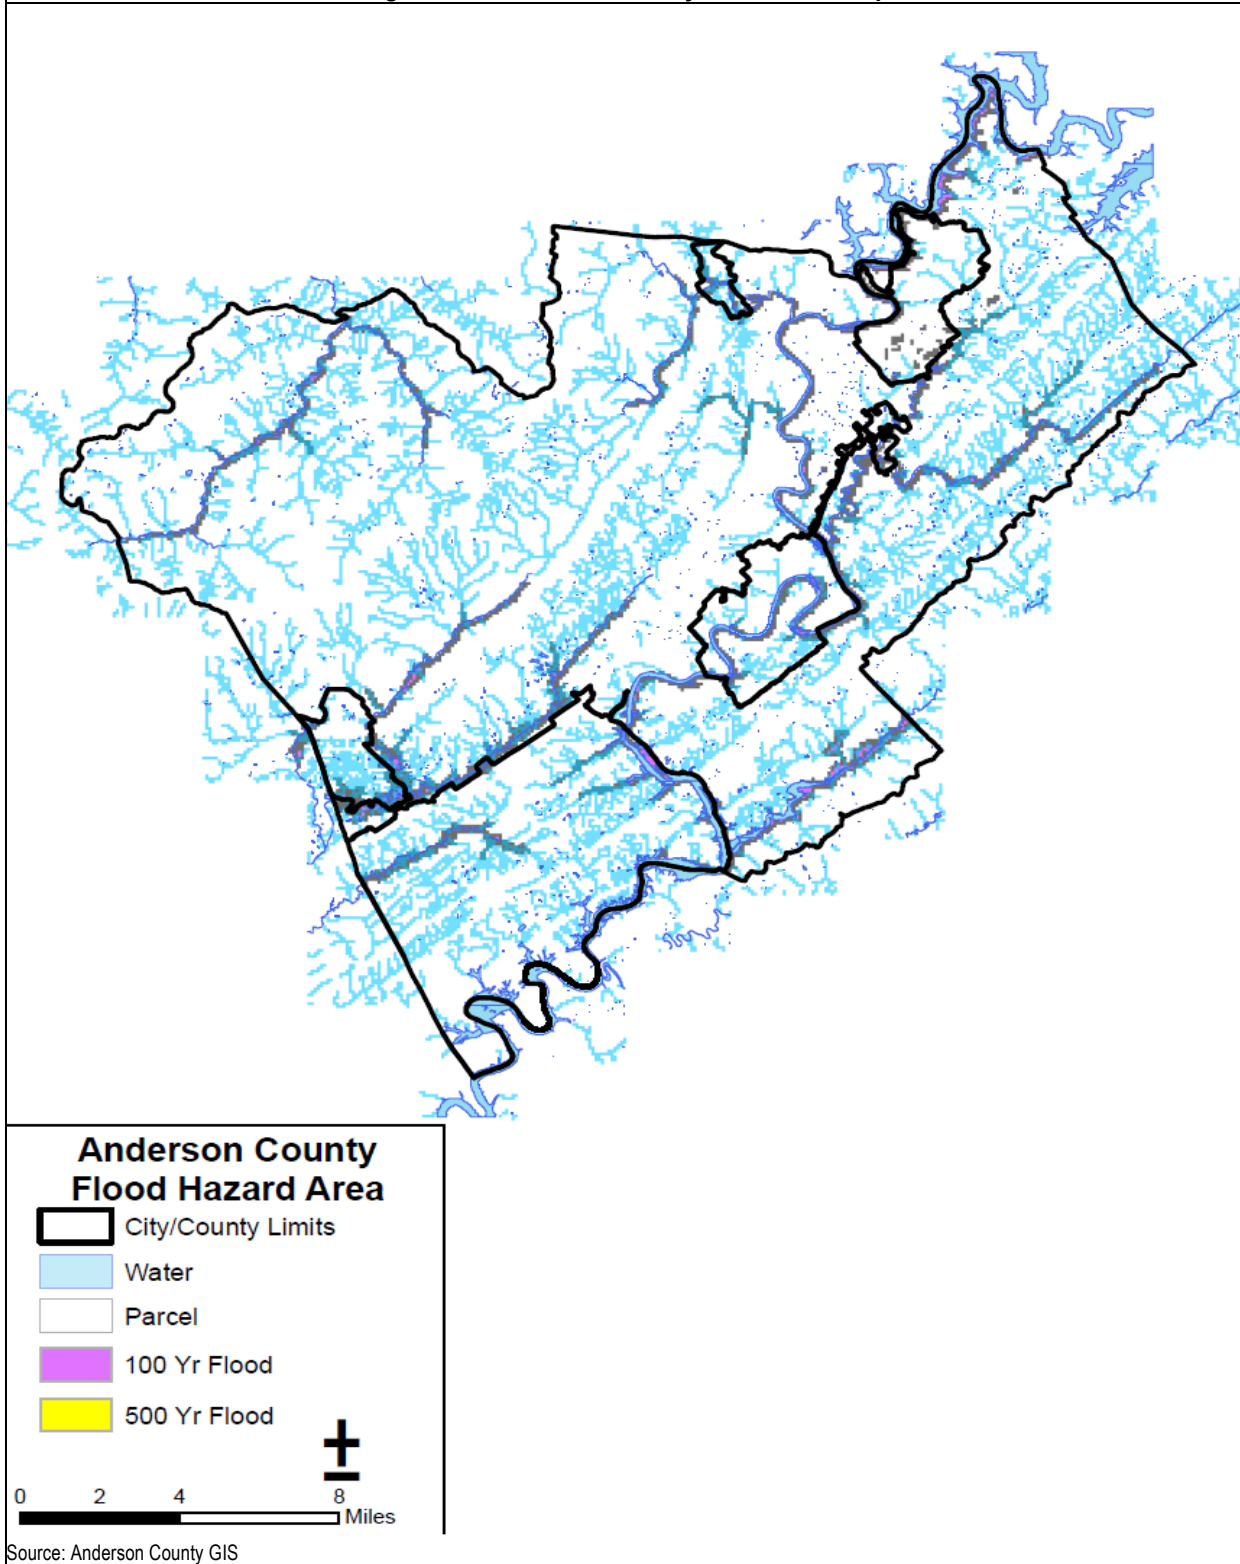 Anderson County
Flood Hazard Area
City/County Limits
Water
Parcel
100 Yr Flood
500 Yr Flood
0 2 4 8
Miles
Source: Anderson County GIS